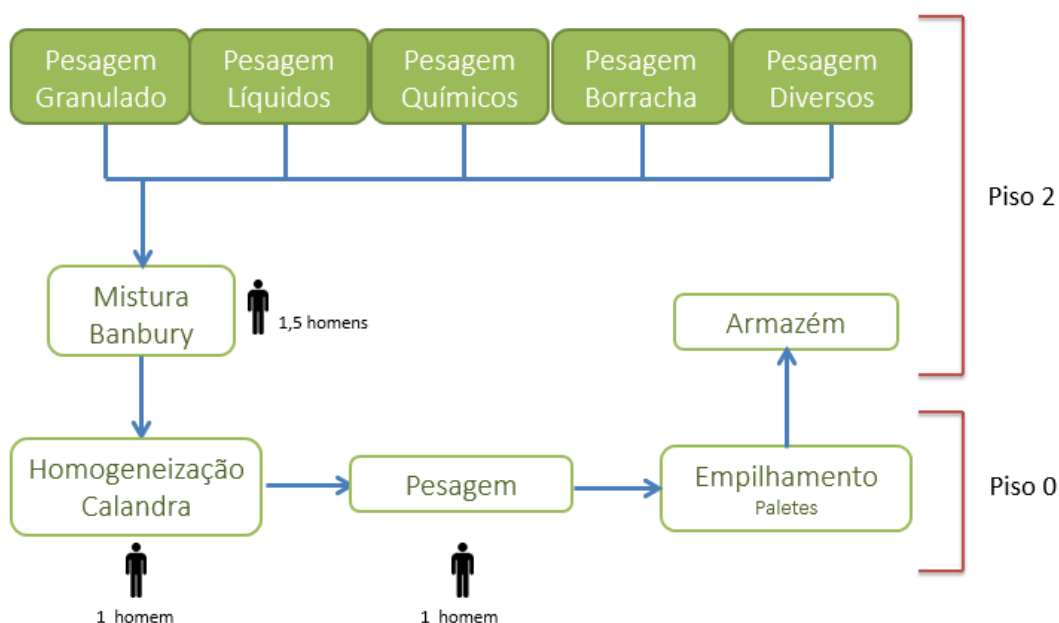 Pesagem
Granulado
Pesagem
Líquidos
Pesagem
Químicos
Pesagem
Borracha
Pesagem
Diversos
Piso 2
Mistura
Banbury
1,5 homens
Armazém
Homogeneização
Calandra
Pesagem
Empilhamento
Paletes
Piso 0
1 homem
1 homem